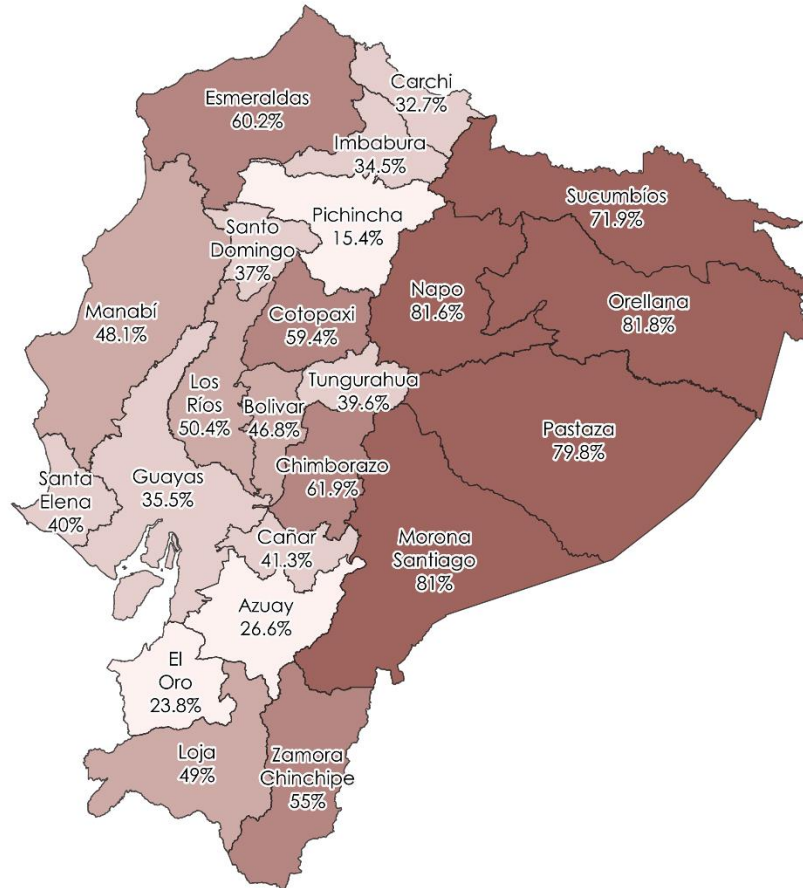 Carchi
32.7%
Esmeraldas
60.2%
Imbabura
34.5%
Sucumbíos
71.9%
Pichincha
15.4%
Santo
Domingo
37%
Napo
81.6%
Orellana
81.8%
Manabí
48.1%
Cotopaxi
59.4%
Los
Ríos
50.4%
Bolivar
46.8%
Tungurahua
39.6%
Pastaza
79.8%
Chimborazo
61.9%
Santa
Elena
40%
Guayas
35.5%
Cañar
41.3%
Morona
Santiago
81%
Azuay
26.6%
El
Oro
23.8%
Loja
49%
Zamora
Chinchipe
55%